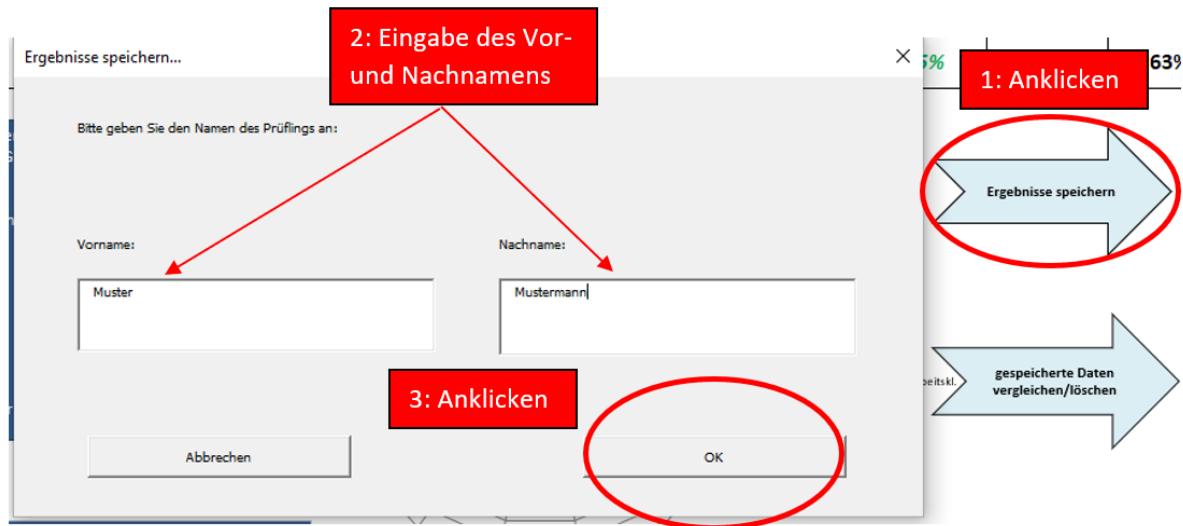 2: Eingabe des Vor-
und Nachnamens
Ergebnisse speichern...
63%
1: Anklicken
Bitte geben Sie den Namen des Prüflings an:
Ergebnisse speichern
Vorname:
Nachname:
Muster
Mustermann
3: Anklicken
gespeicherte Daten
vergleichen/löschen
Abbrechen
OK